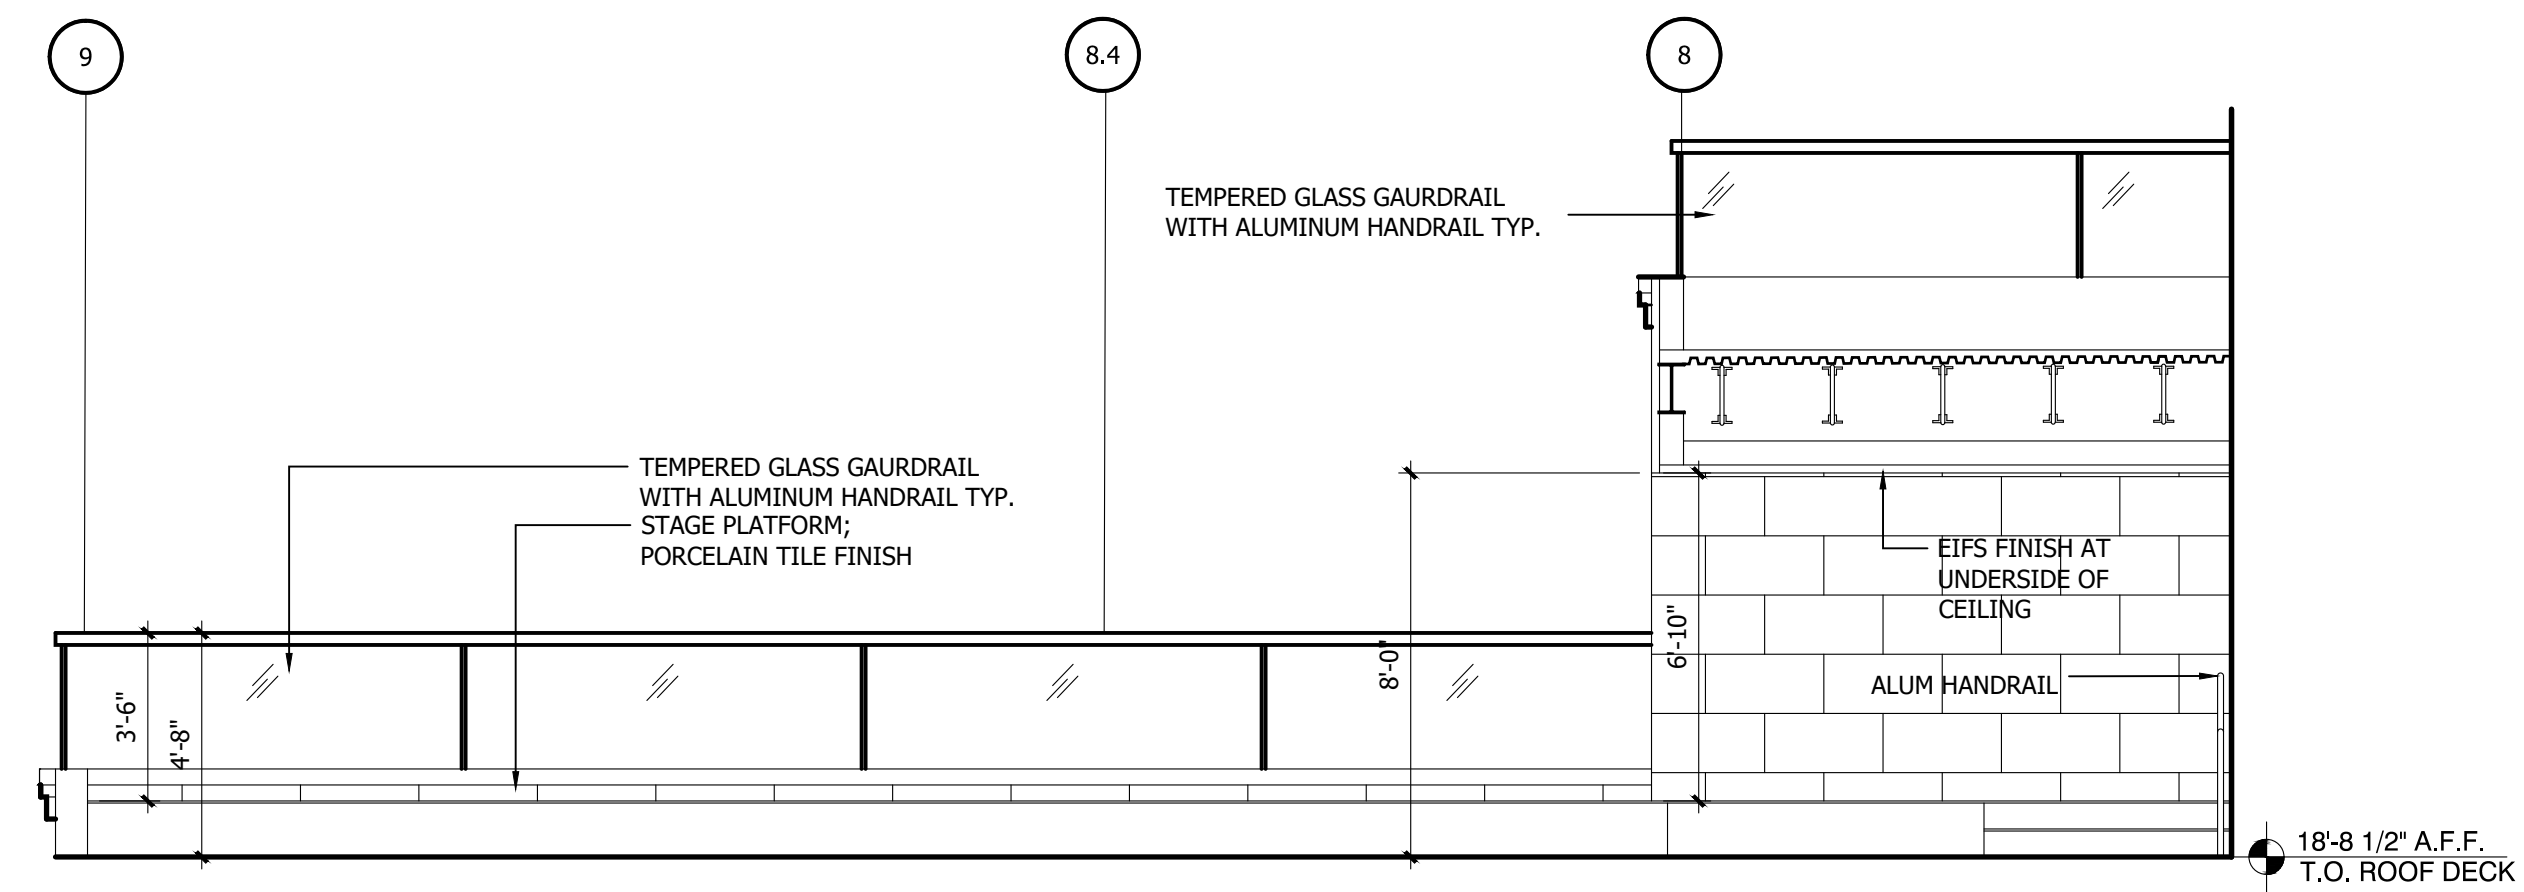 9
8.4
8
TEMPERED GLASS GAURDRAIL
WITH ALUMINUM HANDRAIL TYP.
TEMPERED GLASS GAURDRAIL
WITH ALUMINUM HANDRAIL TYP.
STAGE PLATFORM;
PORCELAIN TILE FINISH
EIFS FINISH AT
UNDERSIDE OF
CEILING
8'-0"
6'-10"
ALUM HANDRAIL
3'-6"
4'-8"
18'-8 1/2" A.F.F.
T.O. ROOF DECK